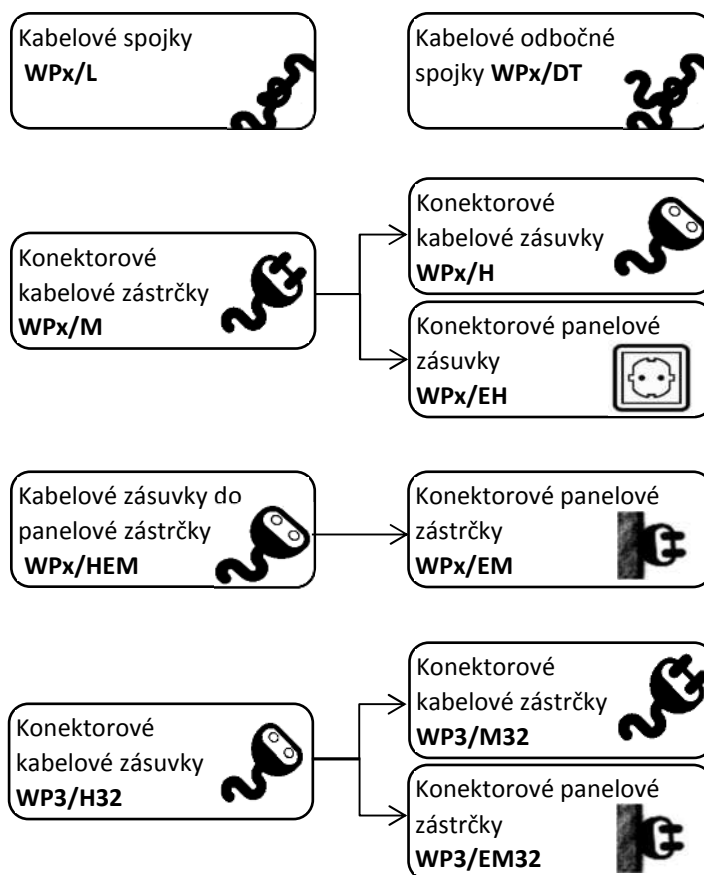 Kabelové spojky
WPx/L
Kabelové odbočné
spojky WPx/DT
Konektorové
kabelové zástrčky
WPx/M
Konektorové
kabelové zásuvky
WPx/H
Konektorové panelové
zásuvky
WPx/EH
Kabelové zásuvky do
panelové zástrčky
WPx/HEM
Konektorové panelové
zástrčky
WPx/EM
Konektorové
kabelové zásuvky
WP3/H32
Konektorové
kabelové zástrčky
WP3/M32
Konektorové panelové
zástrčky
WP3/EM32